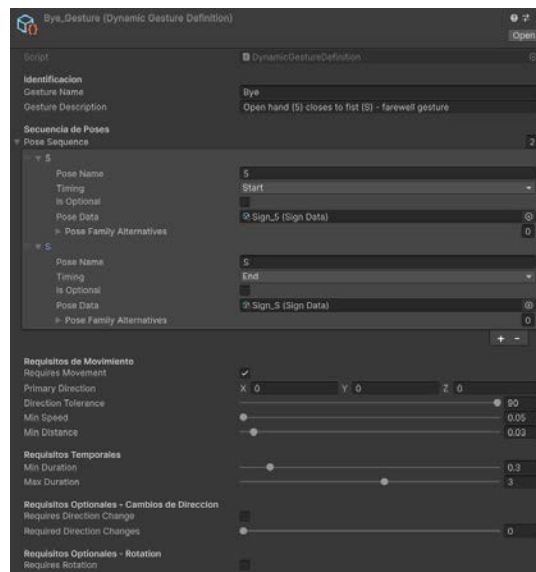 Bye_Gesture (Dynamic Gesture Definition)
Open
Script DynamicGestureDefinition
Identificacion
Gesture Name Bye
Gesture Description Open hand (5) closes to fist (S) - farewell gesture
Secuencia de Poses
Pose Sequence 2
5
Pose Name 5
Timing Start
Is Optional
Pose Data Sign_5 (Sign Data)
Pose Family Alternatives 0
S
Pose Name S
Timing End
Is Optional
Pose Data Sign_S (Sign Data)
Pose Family Alternatives 0
+ -
Requisitos de Movimiento
Requires Movement
Primary Direction X 0 Y 0 Z 0
Direction Tolerance 90
Min Speed 0.05
Min Distance 0.03
Requisitos Temporales
Min Duration 0.3
Max Duration 3
Requisitos Optionales - Cambios de Direccion
Requires Direction Change
Required Direction Changes 0
Requisitos Optionales - Rotation
Requires Rotation